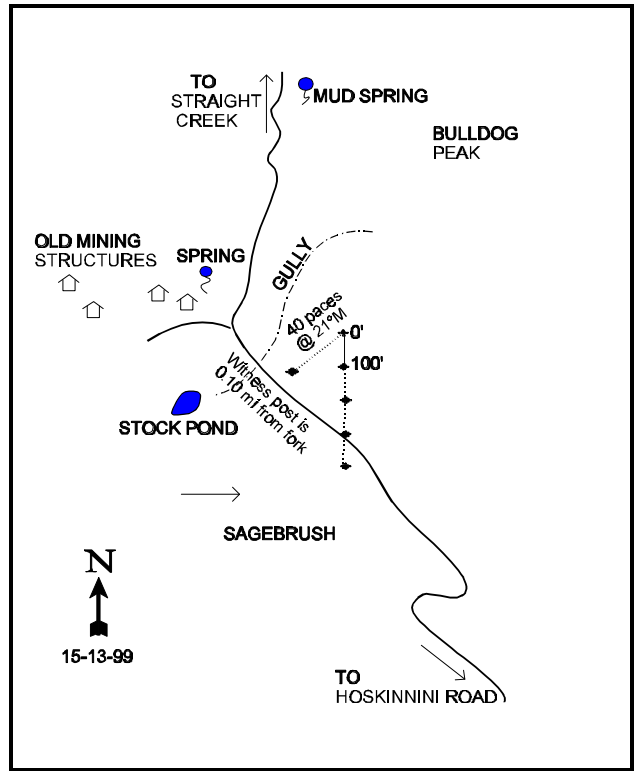 TO
STRAIGHT
CREEK
MUD SPRING
BULLDOG
PEAK
OLD MINING
STRUCTURES
SPRING
GULLY
40 paces
@ 21°M
0'
100'
Witness post is
0.10 mi from fork
STOCK POND
SAGEBRUSH
N
15-13-99
TO
HOSKINNINI ROAD